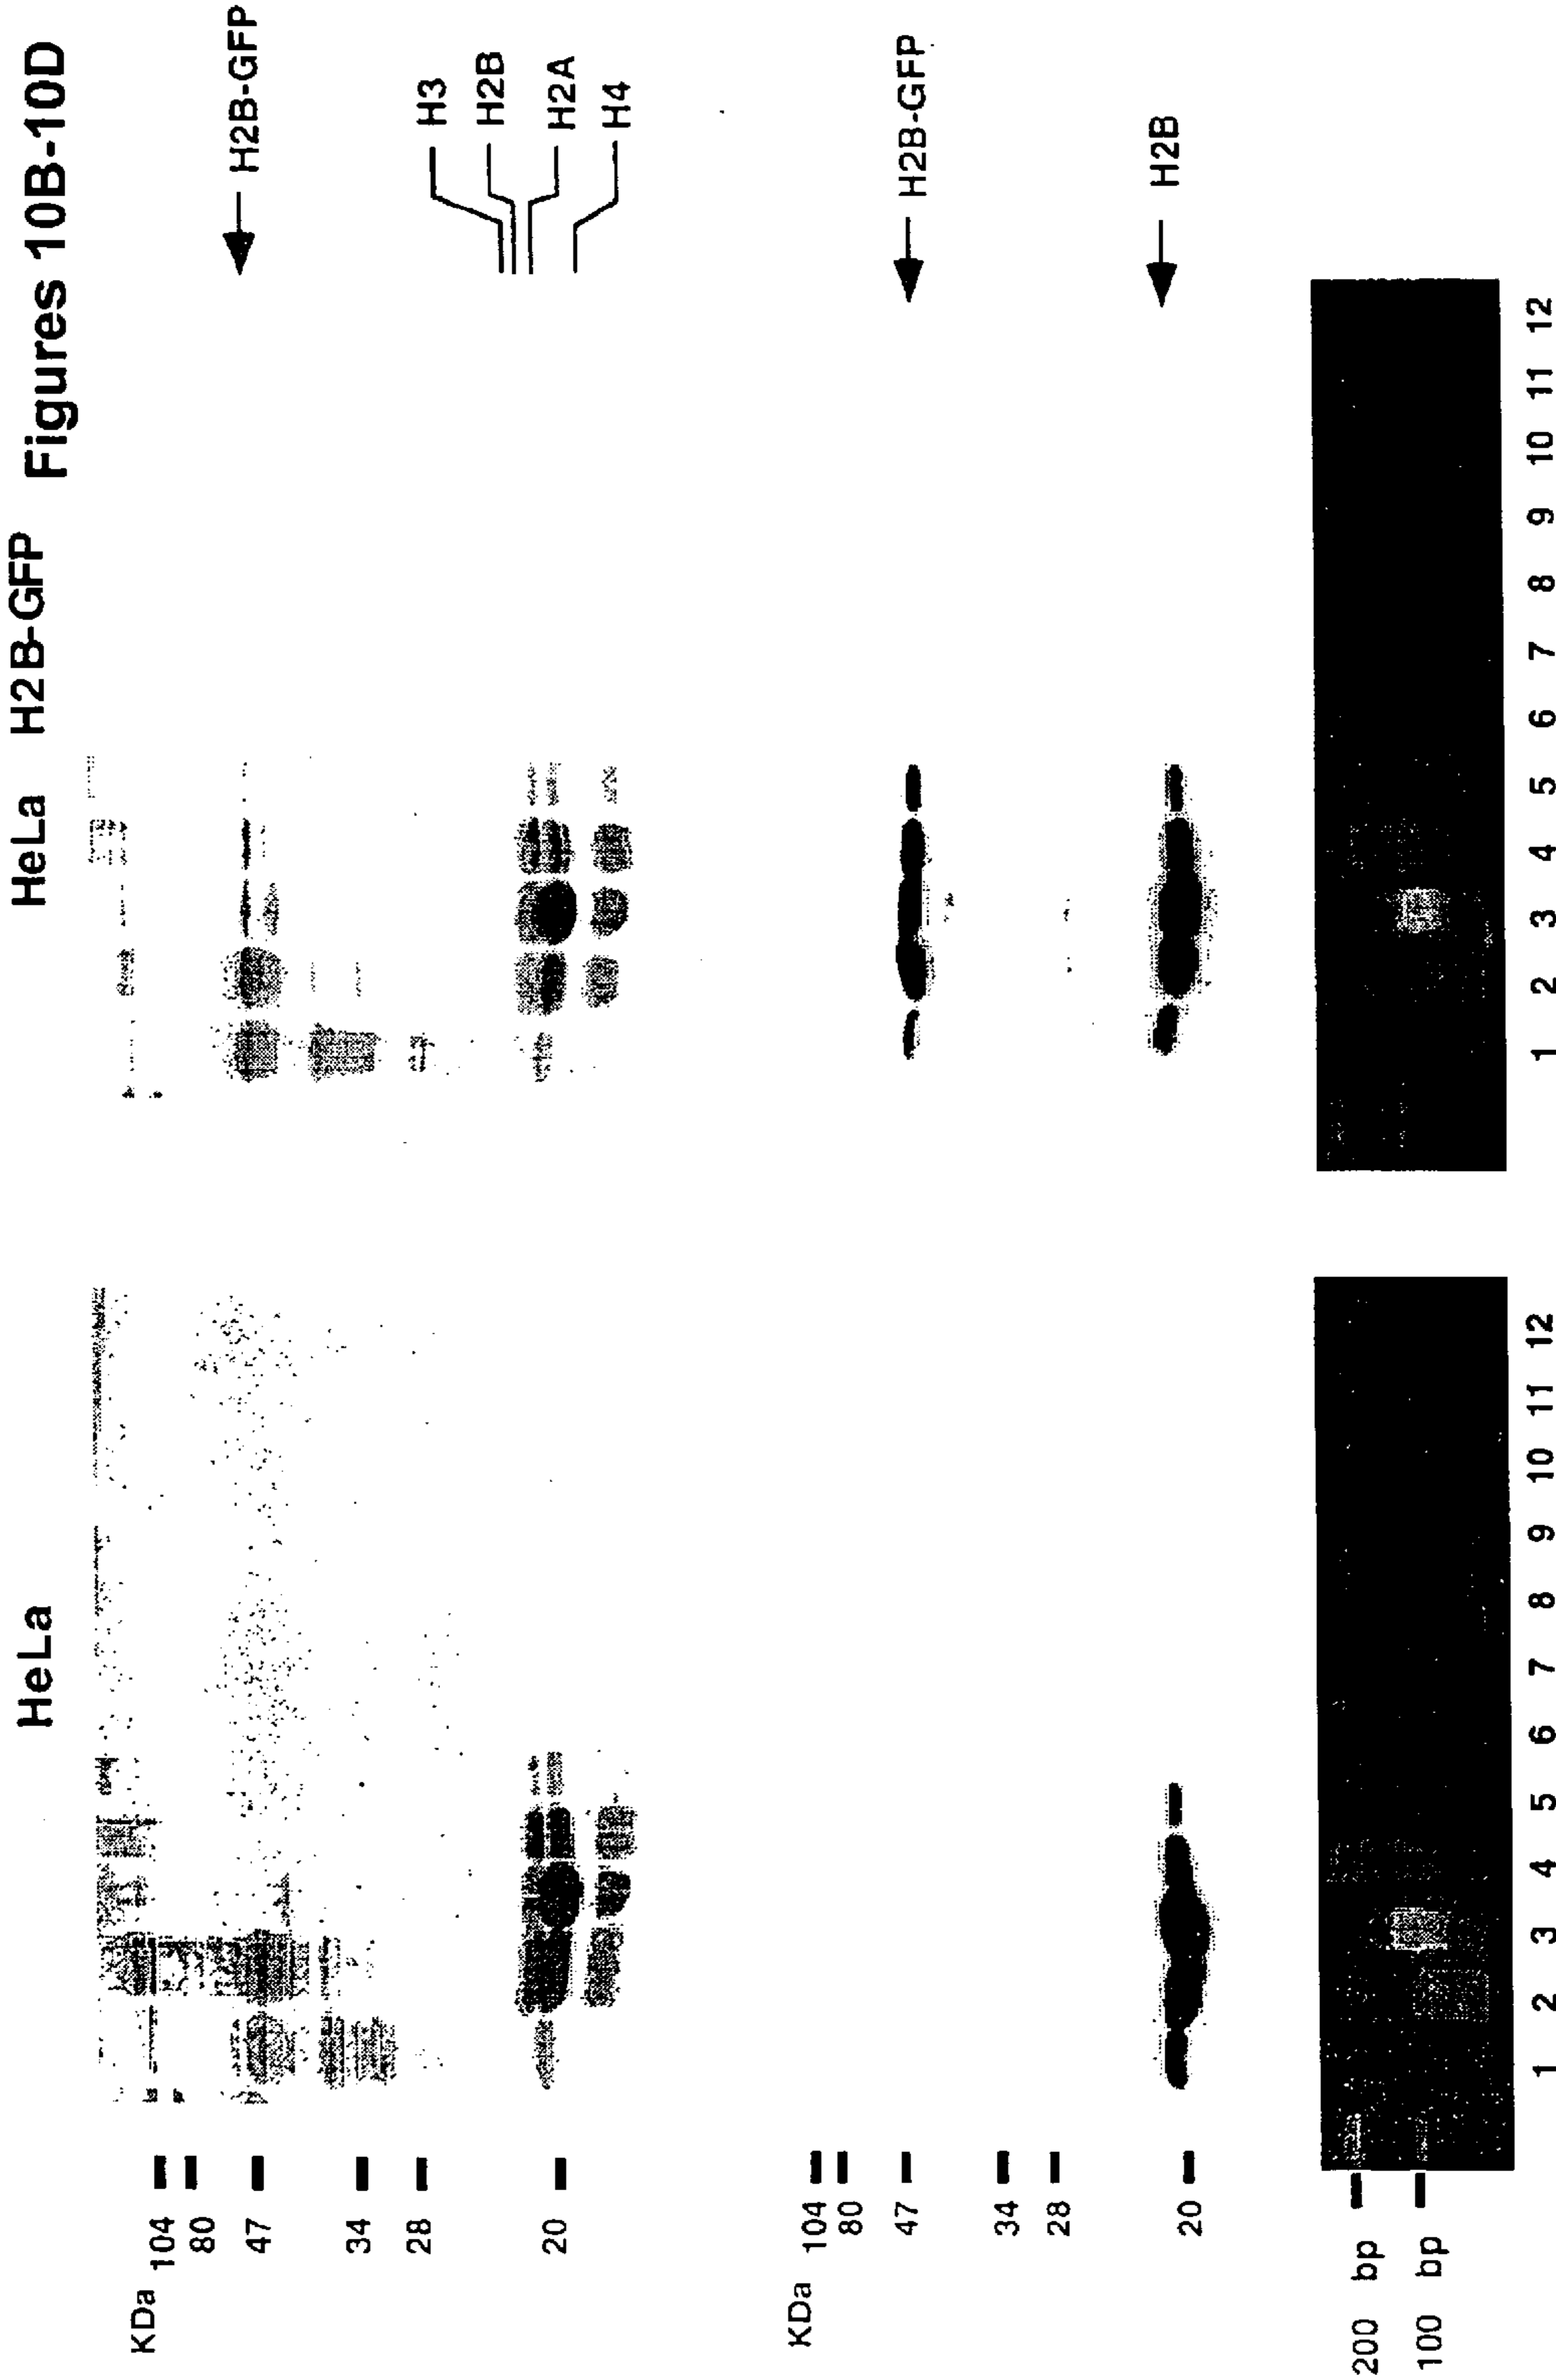 Figures 10B-10D
HeLa
HeLa H2B-GFP
KDa
104
80
47
34
28
20
H2B-GFP
H3
H2B
H2A
H4
KDa
104
80
47
34
28
20
H2B-GFP
H2B
200 bp
100 bp
1 2 3 4 5 6 7 8 9 10 11 12
1 2 3 4 5 6 7 8 9 10 11 12